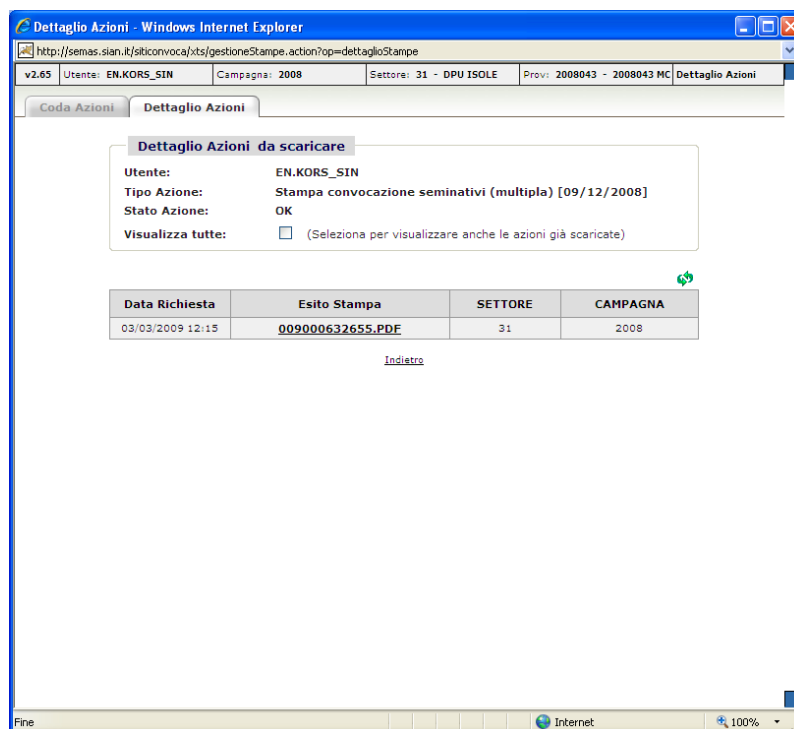 Dettaglio Azioni - Windows Internet Explorer
http://semas.sian.it/siticonvoca/xts/gestioneStampe.action?op=dettaglioStampe
v2.65 Utente: EN.KORS_SIN Campagna: 2008 Settore: 31 - DPU ISOLE Prov: 2008043 - 2008043 MC Dettaglio Azioni
Coda Azioni Dettaglio Azioni
Dettaglio Azioni da scaricare
Utente: EN.KORS_SIN
Tipo Azione: Stampa convocazione seminativi (multipla) [09/12/2008]
Stato Azione: OK
Visualizza tutte: (Seleziona per visualizzare anche le azioni già scaricate)
Data Richiesta Esito Stampa SETTORE CAMPAGNA
03/03/2009 12:15 009000632655.PDF 31 2008
Indietro
Fine Internet 100%